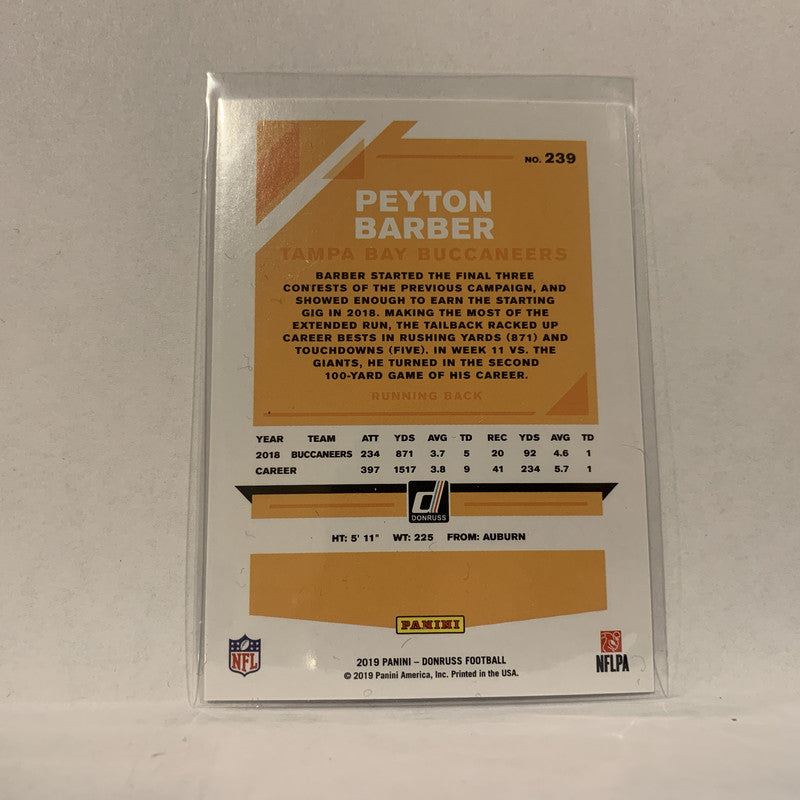 NO. 239
PEYTON
BARBER
TAMPA BAY BUCCANEERS
BARBER STARTED THE FINAL THREE
CONTESTS OF THE PREVIOUS CAMPAIGN, AND
SHOWED ENOUGH TO EARN THE STARTING
GIG IN 2018. MAKING THE MOST OF THE
EXTENDED RUN, THE TAILBACK RACKED UP
CAREER BESTS IN RUSHING YARDS (871) AND
TOUCHDOWNS (FIVE). IN WEEK 11 VS. THE
GIANTS, HE TURNED IN THE SECOND
100-YARD GAME OF HIS CAREER.
RUNNING BACK
YEAR TEAM ATT YDS AVG TD REC YDS AVG TD
2018 BUCCANEERS 234 871 3.7 5 20 92 4.6 1
CAREER 397 1517 3.8 9 41 234 5.7 1
d
DONRUSS
HT: 5' 11" WT: 225 FROM: AUBURN
PANINI
NFL
2019 PANINI – DONRUSS FOOTBALL
© 2019 Panini America, Inc. Printed in the USA.
NFLPA